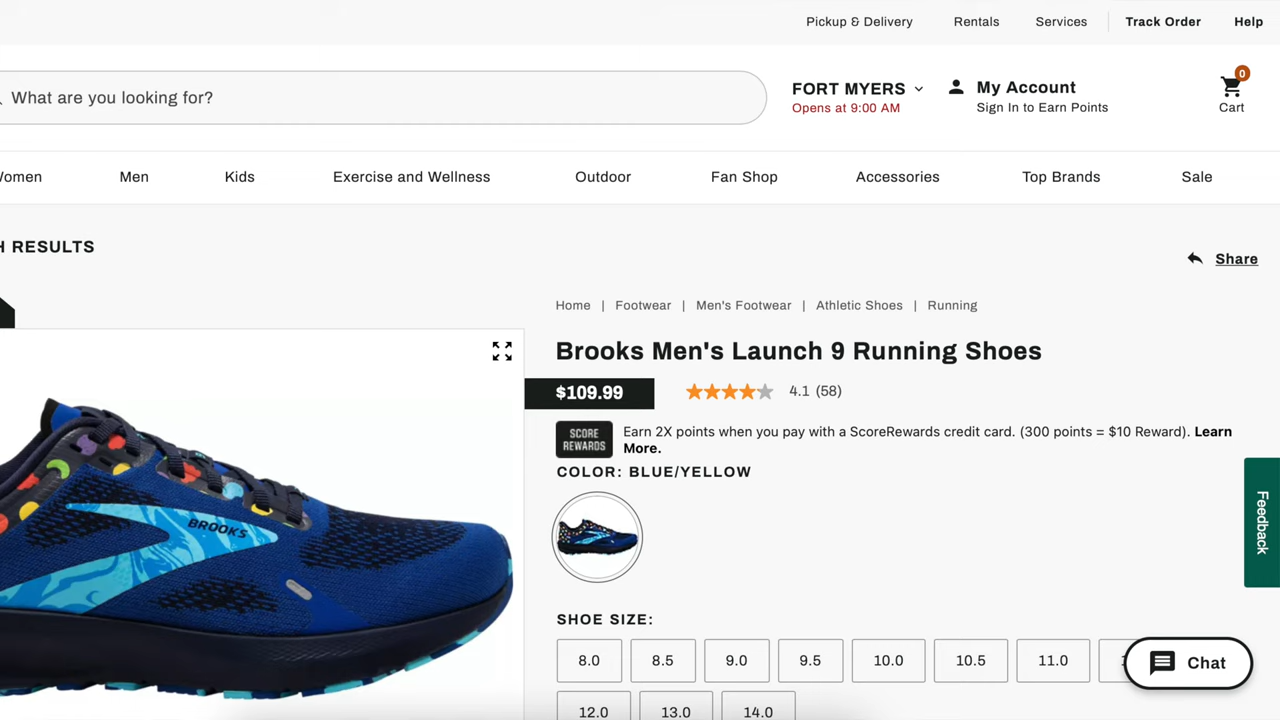 Pickup & Delivery Rentals Services Track Order Help
What are you looking for?
FORT MYERS
Opens at 9:00 AM
My Account
Sign In to Earn Points
0
Cart
Men Kids Exercise and Wellness Outdoor Fan Shop Accessories Top Brands Sale
RESULTS
Share
Home | Footwear | Men's Footwear | Athletic Shoes | Running
Brooks Men's Launch 9 Running Shoes
$109.99 4.1 (58)
SCORE
REWARDS
Earn 2X points when you pay with a ScoreRewards credit card. (300 points = $10 Reward). Learn
More.
COLOR: BLUE/YELLOW
BROOKS
Feedback
SHOE SIZE:
8.0 8.5 9.0 9.5 10.0 10.5 11.0
Chat
12.0 13.0 14.0